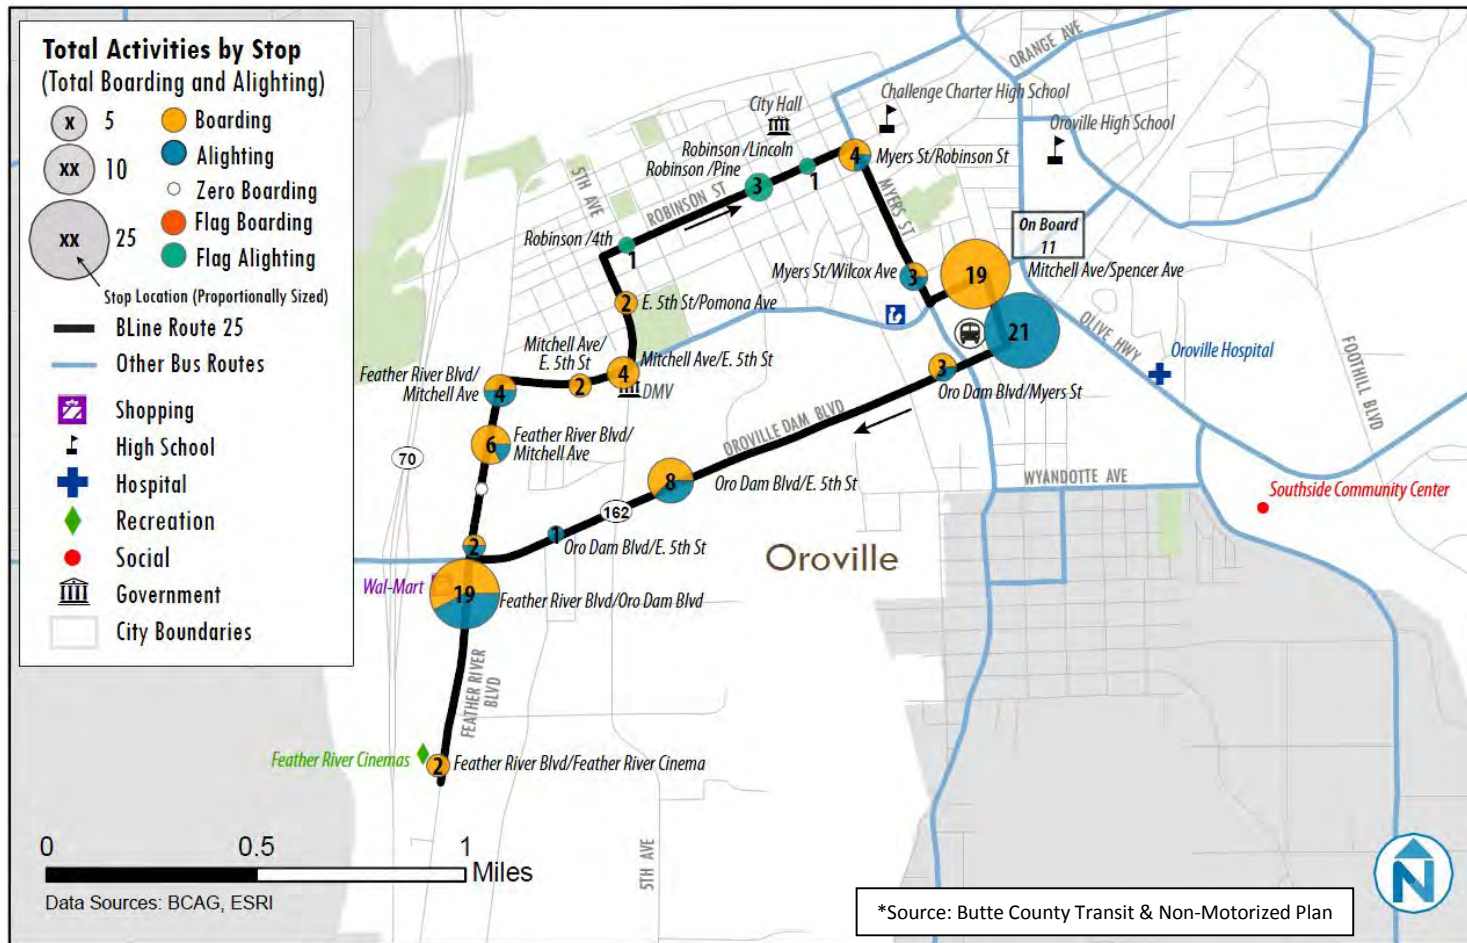 Total Activities by Stop
(Total Boarding and Alighting)
x 5
xx 10
xx 25
Stop Location (Proportionally Sized)
Boarding
Alighting
Zero Boarding
Flag Boarding
Flag Alighting
BLine Route 25
Other Bus Routes
Shopping
High School
Hospital
Recreation
Social
Government
City Boundaries
ORANGE AVE
Challenge Charter High School
City Hall
Oroville High School
Robinson /Lincoln
Robinson /Pine
3
1
4
Myers St/Robinson St
5TH AVE
ROBINSON ST
MYERS ST
On Board
11
Robinson /4th
1
Myers St/Wilcox Ave
3
19
Mitchell Ave/Spencer Ave
2
E. 5th St/Pomona Ave
21
OLIVE HWY
Oroville Hospital
FOOTHILL BLVD
Mitchell Ave/
E. 5th St
2
4
Mitchell Ave/E. 5th St
DMV
3
Oro Dam Blvd/Myers St
Feather River Blvd/
Mitchell Ave
4
OROVILLE DAM BLVD
6
Feather River Blvd/
Mitchell Ave
70
8
Oro Dam Blvd/E. 5th St
WYANDOTTE AVE
Southside Community Center
162
1
Oro Dam Blvd/E. 5th St
2
Oroville
Wal-Mart
19
Feather River Blvd/Oro Dam Blvd
FEATHER RIVER
BLVD
Feather River Cinemas
2
Feather River Blvd/Feather River Cinema
5TH AVE
0 0.5 1
Miles
Data Sources: BCAG, ESRI
*Source: Butte County Transit & Non-Motorized Plan
N